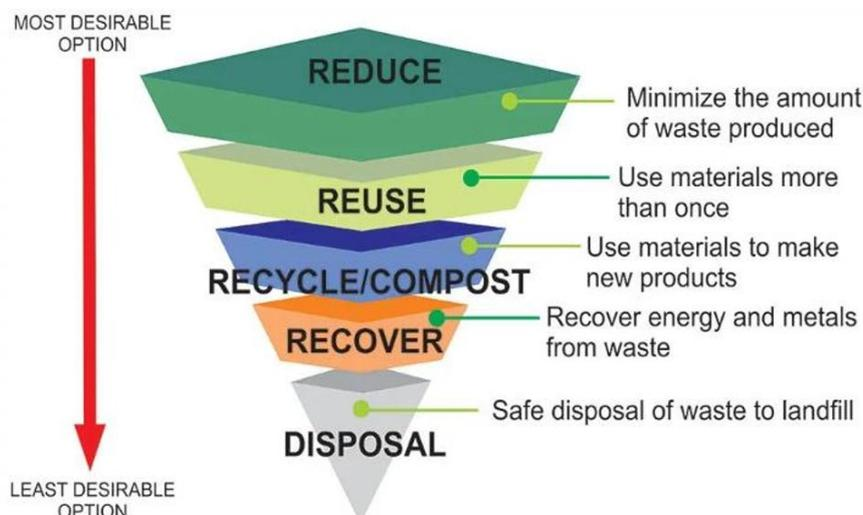 MOST DESIRABLE
OPTION
REDUCE
Minimize the amount
of waste produced
REUSE
Use materials more
than once
RECYCLE/COMPOST
Use materials to make
new products
RECOVER
Recover energy and metals
from waste
DISPOSAL
Safe disposal of waste to landfill
LEAST DESIRABLE
OPTION